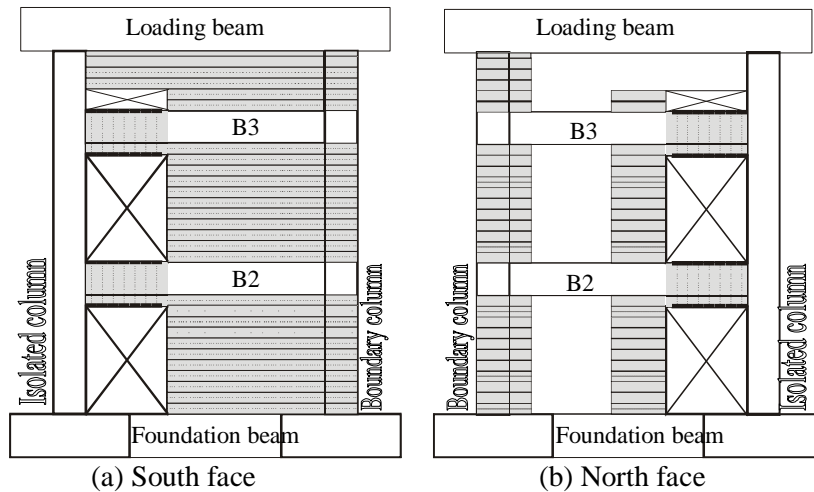 Loading beam
B3
B2
Isolated column
Boundary column
Foundation beam
(a) South face
Loading beam
B3
B2
Boundary column
Isolated column
Foundation beam
(b) North face